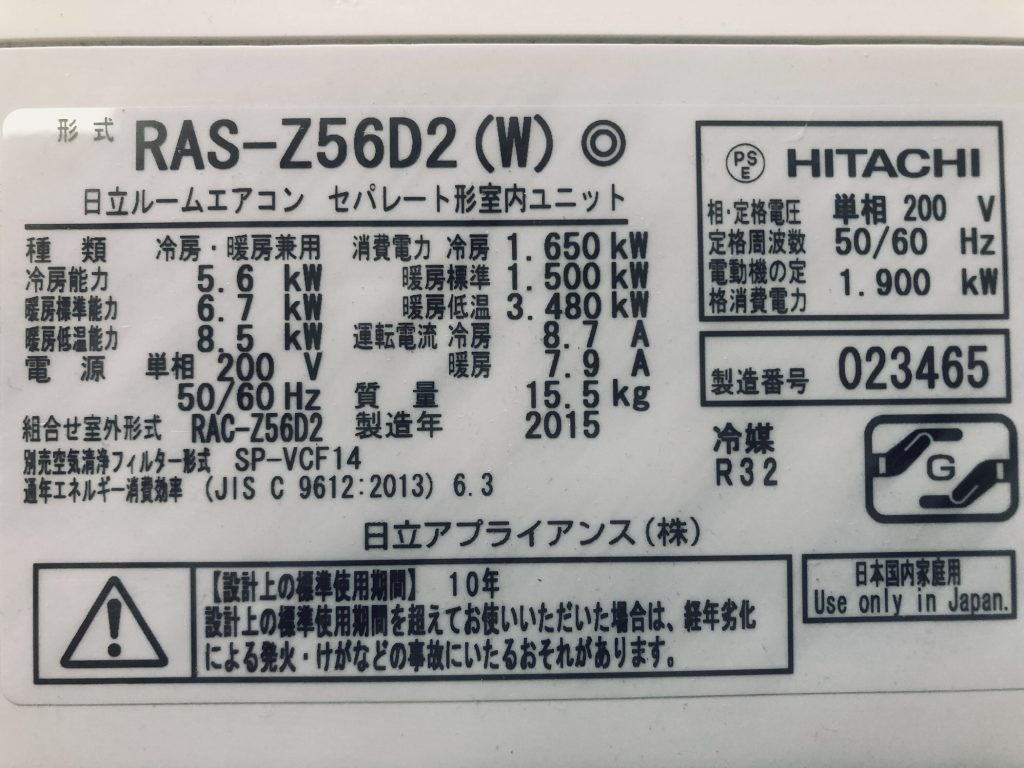 形式 RAS-Z56D2(W) ◎
日立ルームエアコン セパレート形室内ユニット
種類 冷房・暖房兼用
冷房能力 5.6 kW
暖房標準能力 6.7 kW
暖房低温能力 8.5 kW
電源 単相 200 V
50/60 Hz
組合せ室外形式 RAC-Z56D2
別売空気清浄フィルター形式 SP-VCF14
通年エネルギー消費効率 (JIS C 9612:2013) 6.3
消費電力 冷房 1.650 kW
暖房標準 1.500 kW
暖房低温 3.480 kW
運転電流 冷房 8.7 A
暖房 7.9 A
質量 15.5 kg
製造年 2015
日立アプライアンス(株)
PSE HITACHI
相・定格電圧 単相 200 V
定格周波数 50/60 Hz
電動機の定
格消費電力 1.900 kW
製造番号 023465
冷媒
R32
G
【設計上の標準使用期間】 10年
設計上の標準使用期間を超えてお使いいただいた場合は、経年劣化
による発火・けがなどの事故にいたるおそれがあります。
日本国内家庭用
Use only in Japan.